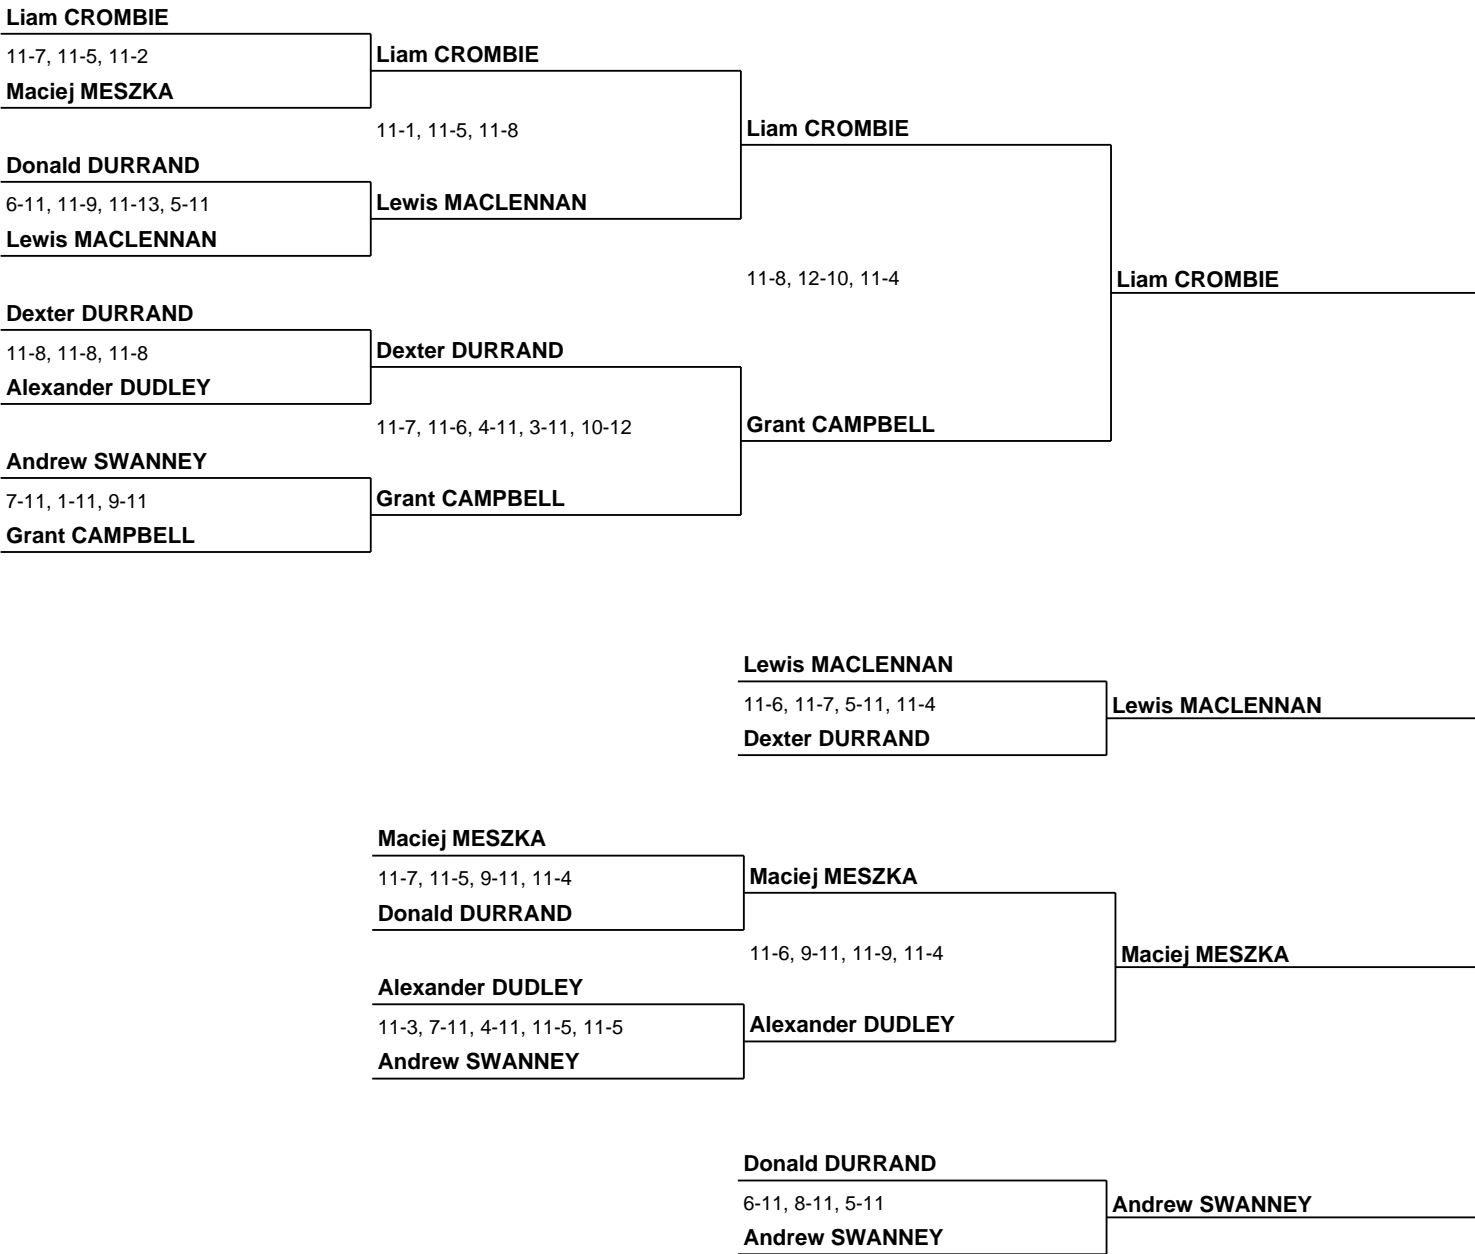 Liam CROMBIE
11-7, 11-5, 11-2
Maciej MESZKA
Liam CROMBIE
11-1, 11-5, 11-8
Liam CROMBIE
Donald DURRAND
6-11, 11-9, 11-13, 5-11
Lewis MACLENNAN
Lewis MACLENNAN
11-8, 12-10, 11-4
Liam CROMBIE
Dexter DURRAND
11-8, 11-8, 11-8
Alexander DUDLEY
Dexter DURRAND
11-7, 11-6, 4-11, 3-11, 10-12
Grant CAMPBELL
Andrew SWANNEY
7-11, 1-11, 9-11
Grant CAMPBELL
Grant CAMPBELL
Lewis MACLENNAN
11-6, 11-7, 5-11, 11-4
Dexter DURRAND
Lewis MACLENNAN
Maciej MESZKA
11-7, 11-5, 9-11, 11-4
Donald DURRAND
Maciej MESZKA
11-6, 9-11, 11-9, 11-4
Maciej MESZKA
Alexander DUDLEY
11-3, 7-11, 4-11, 11-5, 11-5
Andrew SWANNEY
Alexander DUDLEY
Donald DURRAND
6-11, 8-11, 5-11
Andrew SWANNEY
Andrew SWANNEY